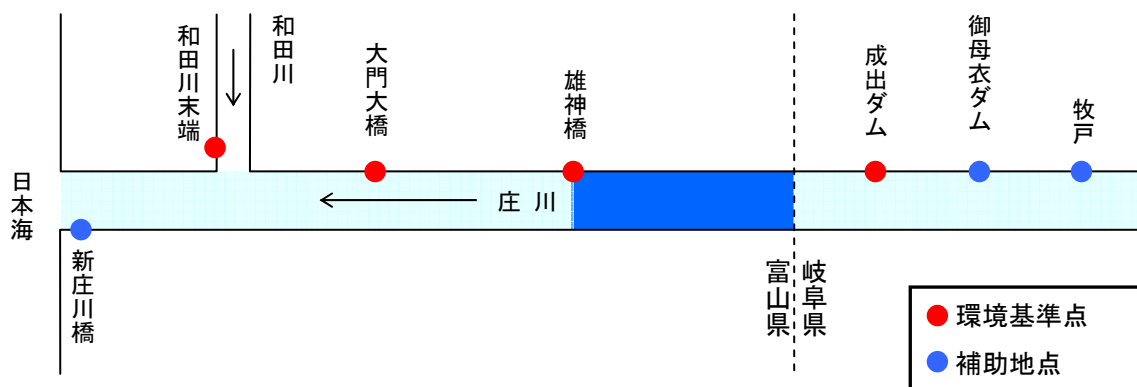 和田川末端
和田川
大門大橋
雄神橋
成出ダム
御母衣ダム
牧戸
日本海
庄川
新庄川橋
富山県
岐阜県
環境基準点
補助地点